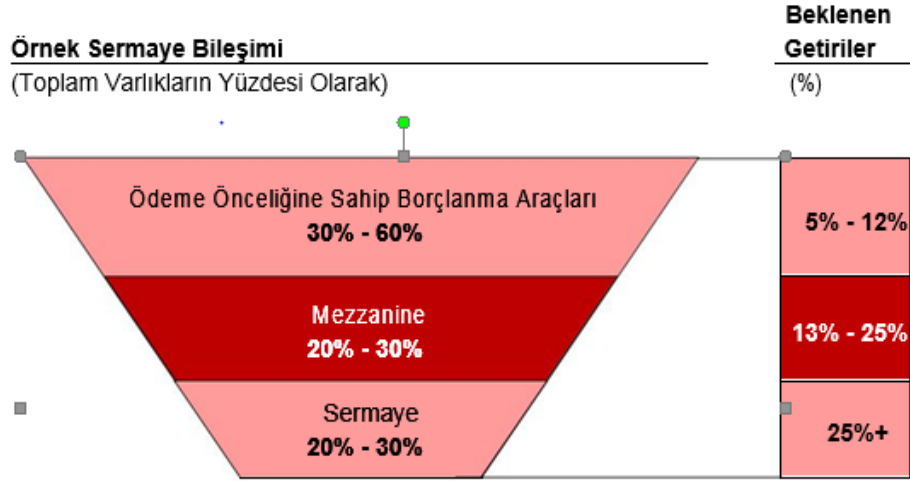 Örnek Sermaye Bileşimi
(Toplam Varlıkların Yüzdesi Olarak)
Beklenen
Getiriler
(%)
Ödeme Önceliğine Sahip Borçlanma Araçları
30% - 60%
5% - 12%
Mezzanine
20% - 30%
13% - 25%
Sermaye
20% - 30%
25%+